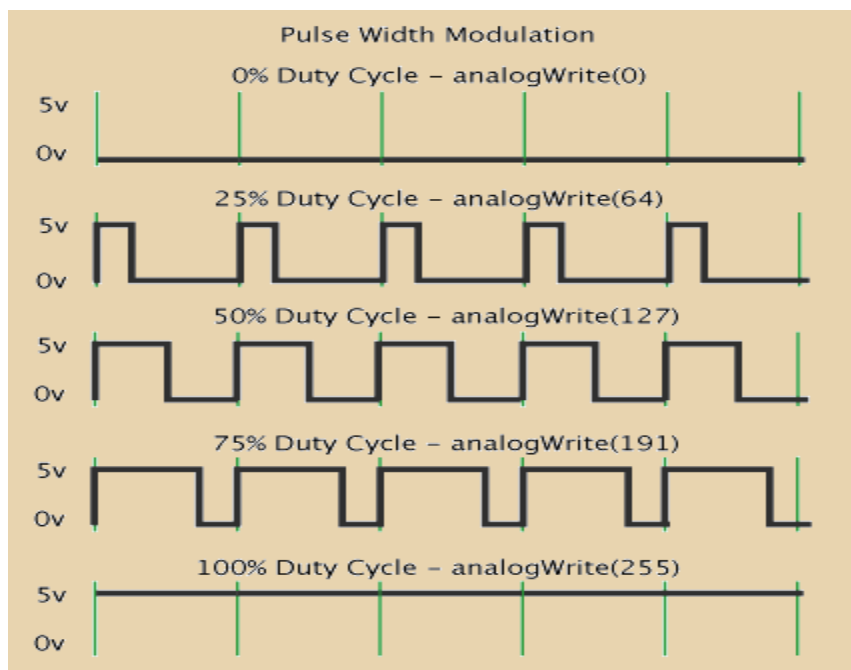 Pulse Width Modulation
0% Duty Cycle – analogWrite(0)
5v
0v
25% Duty Cycle – analogWrite(64)
5v
0v
50% Duty Cycle – analogWrite(127)
5v
0v
75% Duty Cycle – analogWrite(191)
5v
0v
100% Duty Cycle – analogWrite(255)
5v
0v